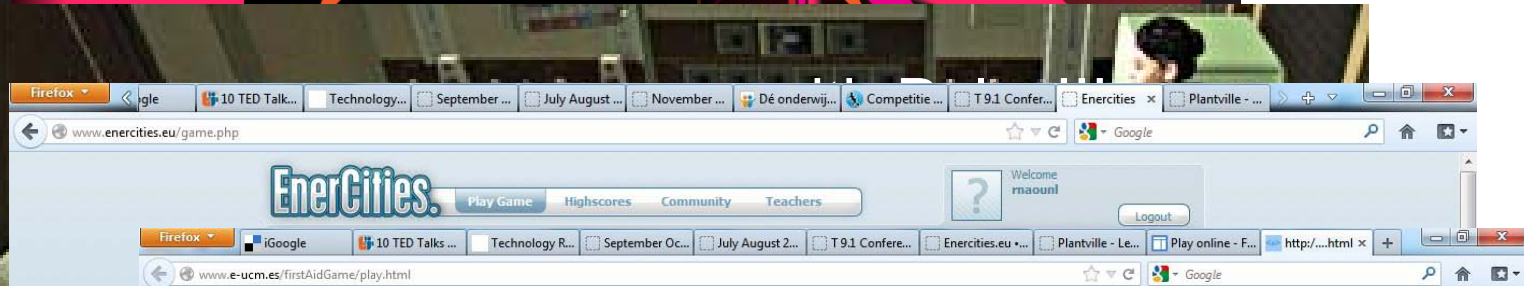 Firefox gle 10 TED Talk... Technology... September ... July August ... November ... Dé onderwij... Competitie ... T 9.1 Confer... Enercities × Plantville - ...
www.enercities.eu/game.php Google
EnerCities. Play Game Highscores Community Teachers
Welcome
rnaounl
Logout
Firefox iGoogle 10 TED Talks ... Technology R... September Oc... July August 2... T 9.1 Confere... Enercities.eu •... Plantville - Le... Play online - F... http:/....html ×
www.e-ucm.es/firstAidGame/play.html Google